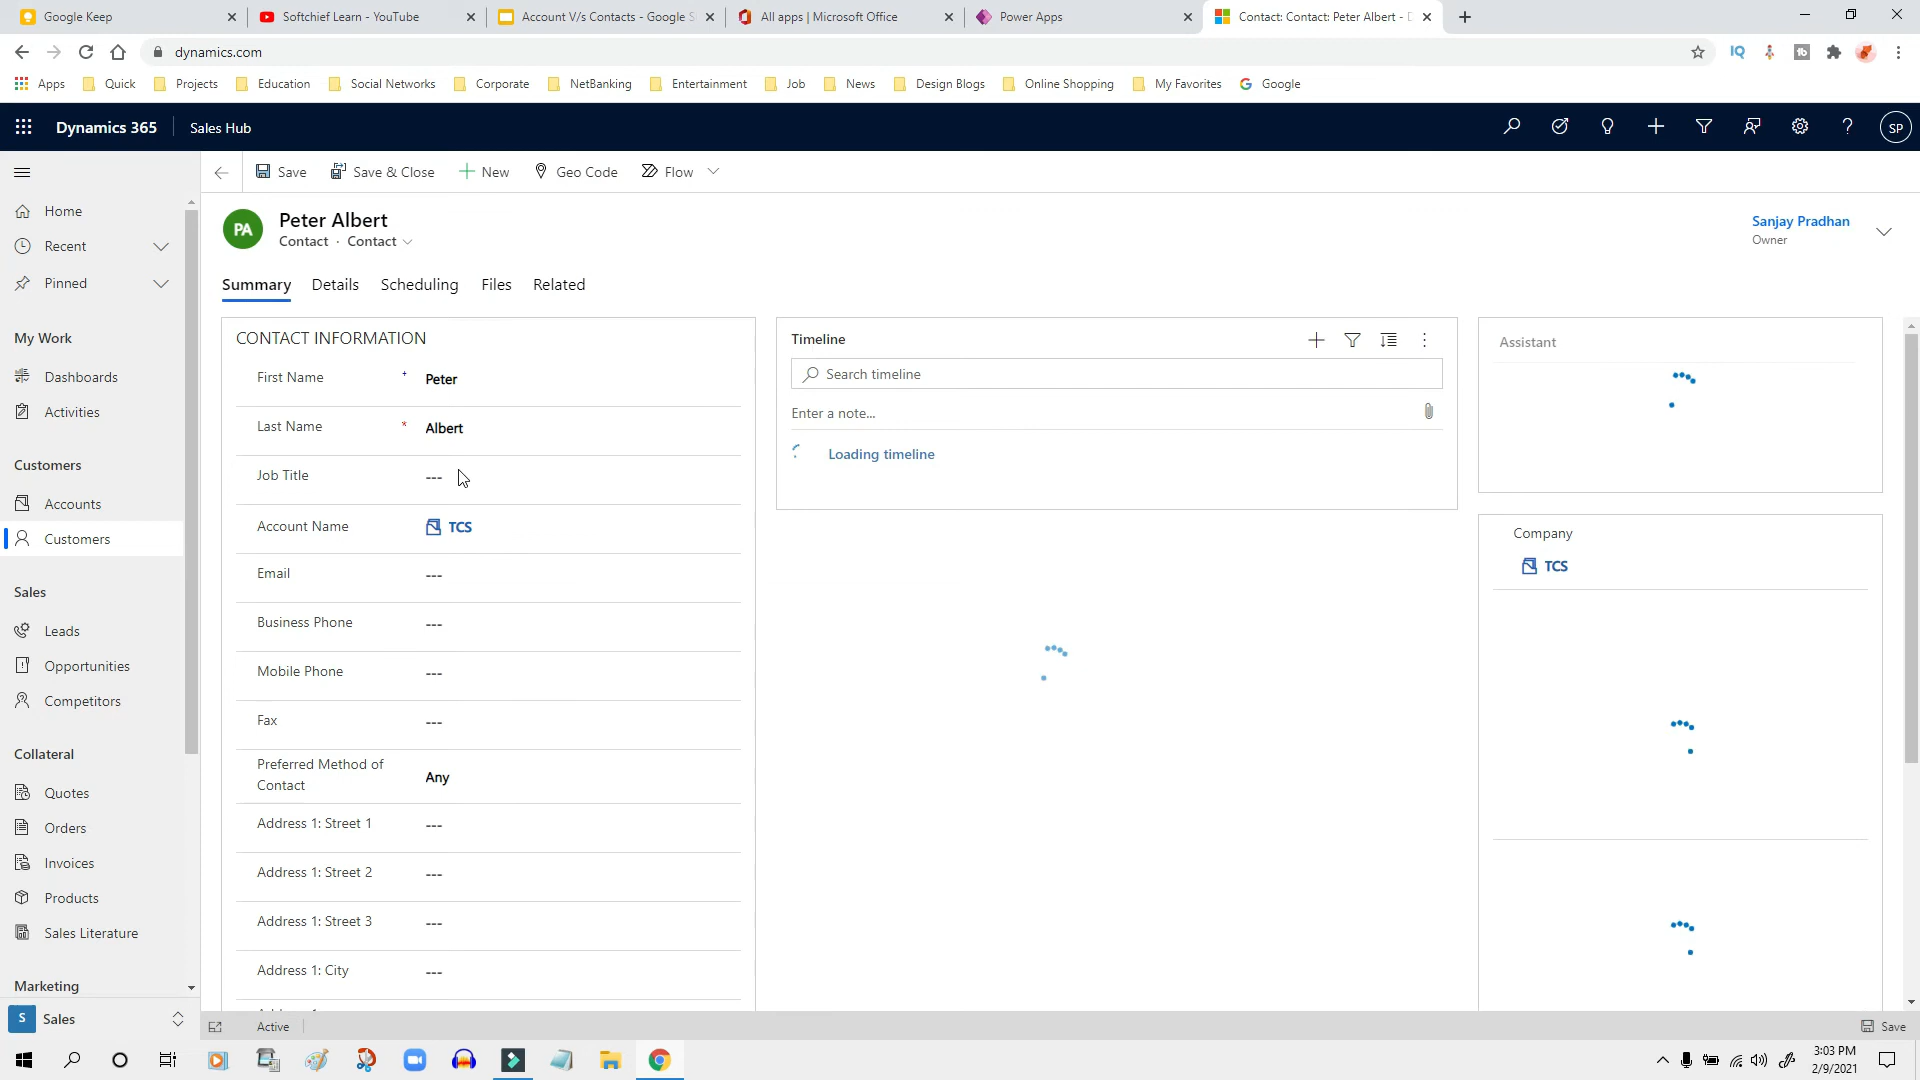 Google Keep
Softchief Learn - YouTube
Account V/s Contacts - Google S
All apps | Microsoft Office
Power Apps
Contact: Contact: Peter Albert - D
dynamics.com
Apps
Quick
Projects
Education
Social Networks
Corporate
NetBanking
Entertainment
Job
News
Design Blogs
Online Shopping
My Favorites
Google
Dynamics 365
Sales Hub
SP
Save
Save & Close
New
Geo Code
Flow
Home
Recent
Pinned
My Work
Dashboards
Activities
Customers
Accounts
Customers
Sales
Leads
Opportunities
Competitors
Collateral
Quotes
Orders
Invoices
Products
Sales Literature
Marketing
S
Sales
PA
Peter Albert
Contact · Contact
Sanjay Pradhan
Owner
Summary
Details
Scheduling
Files
Related
CONTACT INFORMATION
First Name + Peter
Last Name * Albert
Job Title ---
Account Name TCS
Email ---
Business Phone ---
Mobile Phone ---
Fax ---
Preferred Method of
Contact
Any
Address 1: Street 1 ---
Address 1: Street 2 ---
Address 1: Street 3 ---
Address 1: City ---
Timeline
Search timeline
Enter a note...
Loading timeline
Assistant
Company
TCS
Active
Save
3:03 PM
2/9/2021